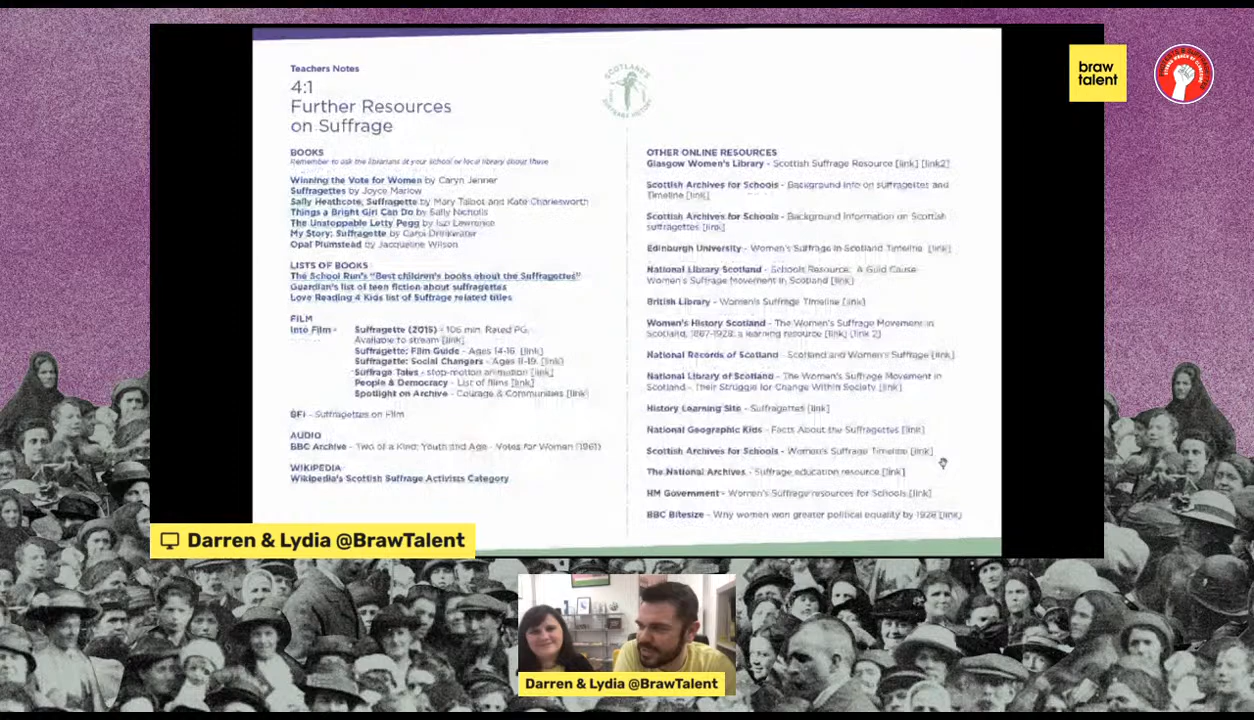 Teachers Notes
4:1
Further Resources
on Suffrage
BOOKS
Remember to ask the librarians at your school or local library about these
Winning the Vote for Women by Caryn Jenner
Suffragettes by Joyce Marlow
Sally Heathcote, Suffragette by Mary Talbot and Kate Charlesworth
Things a Bright Girl Can Do by Sally Nicholls
The Unstoppable Letty Pegg by Iszi Lawrence
My Story: Suffragette by Carol Drinkwater
Opal Plumstead by Jacqueline Wilson
LISTS OF BOOKS
The School Run's "Best children's books about the Suffragettes"
Guardian's list of teen fiction about suffragettes
Love Reading 4 Kids list of Suffrage related titles
FILM
Into Film - Suffragette (2015) - 106 min. Rated PG.
Available to stream [link]
Suffragette: Film Guide - Ages 14-16 [link]
Suffragette: Social Changers - Ages 11-19. [link]
Suffrage Tales - stop-motion animation [link]
People & Democracy - List of films [link]
Spotlight on Archive - Courage & Communities [link]
BFI - Suffragettes on Film
AUDIO
BBC Archive - Two of a Kind: Youth and Age - Votes for Women (1961)
WIKIPEDIA
Wikipedia's Scottish Suffrage Activists Category
SCOTLAND'S
SUFFRAGE HISTORY
OTHER ONLINE RESOURCES
Glasgow Women's Library - Scottish Suffrage Resource [link] [link2]
Scottish Archives for Schools - Background info on suffragettes and
Timeline [link]
Scottish Archives for Schools - Background Information on Scottish
suffragettes [link]
Edinburgh University - Women's Suffrage in Scotland Timeline [link]
National Library Scotland - Schools Resource: A Guid Cause
Women's Suffrage Movement in Scotland [link]
British Library - Women's Suffrage Timeline [link]
Women's History Scotland - The Women's Suffrage Movement in
Scotland, 1867-1928: a learning resource [link] [link 2]
National Records of Scotland - Scotland and Women's Suffrage [link]
National Library of Scotland - The Women's Suffrage Movement in
Scotland - Their Struggle for Change Within Society [link]
History Learning Site - Suffragettes [link]
National Geographic Kids - Facts About the Suffragettes [link]
Scottish Archives for Schools - Women's Suffrage Timeline [link]
The National Archives - Suffrage education resource [link]
HM Government - Women's Suffrage resources for Schools [link]
BBC Bitesize - Why women won greater political equality by 1928 [link]
braw
talent
Darren & Lydia @BrawTalent
Darren & Lydia @BrawTalent